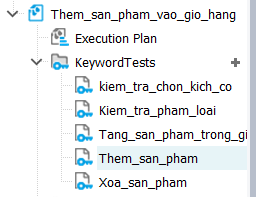 Them_san_pham_vao_gio_hang
Execution Plan
KeywordTests
kiem_tra_chon_kich_co
Kiem_tra_pham_loai
Tang_san_pham_trong_gi
Them_san_pham
Xoa_san_pham